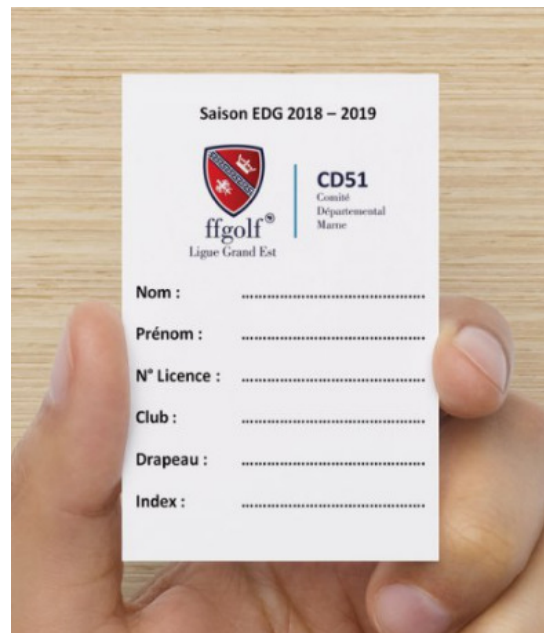 Saison EDG 2018 – 2019
ffgolf®
Ligue Grand Est
CD51
Comité
Départemental
Marne
Nom : ................................................
Prénom : ................................................
N° Licence : ................................................
Club : ................................................
Drapeau : ................................................
Index : ................................................